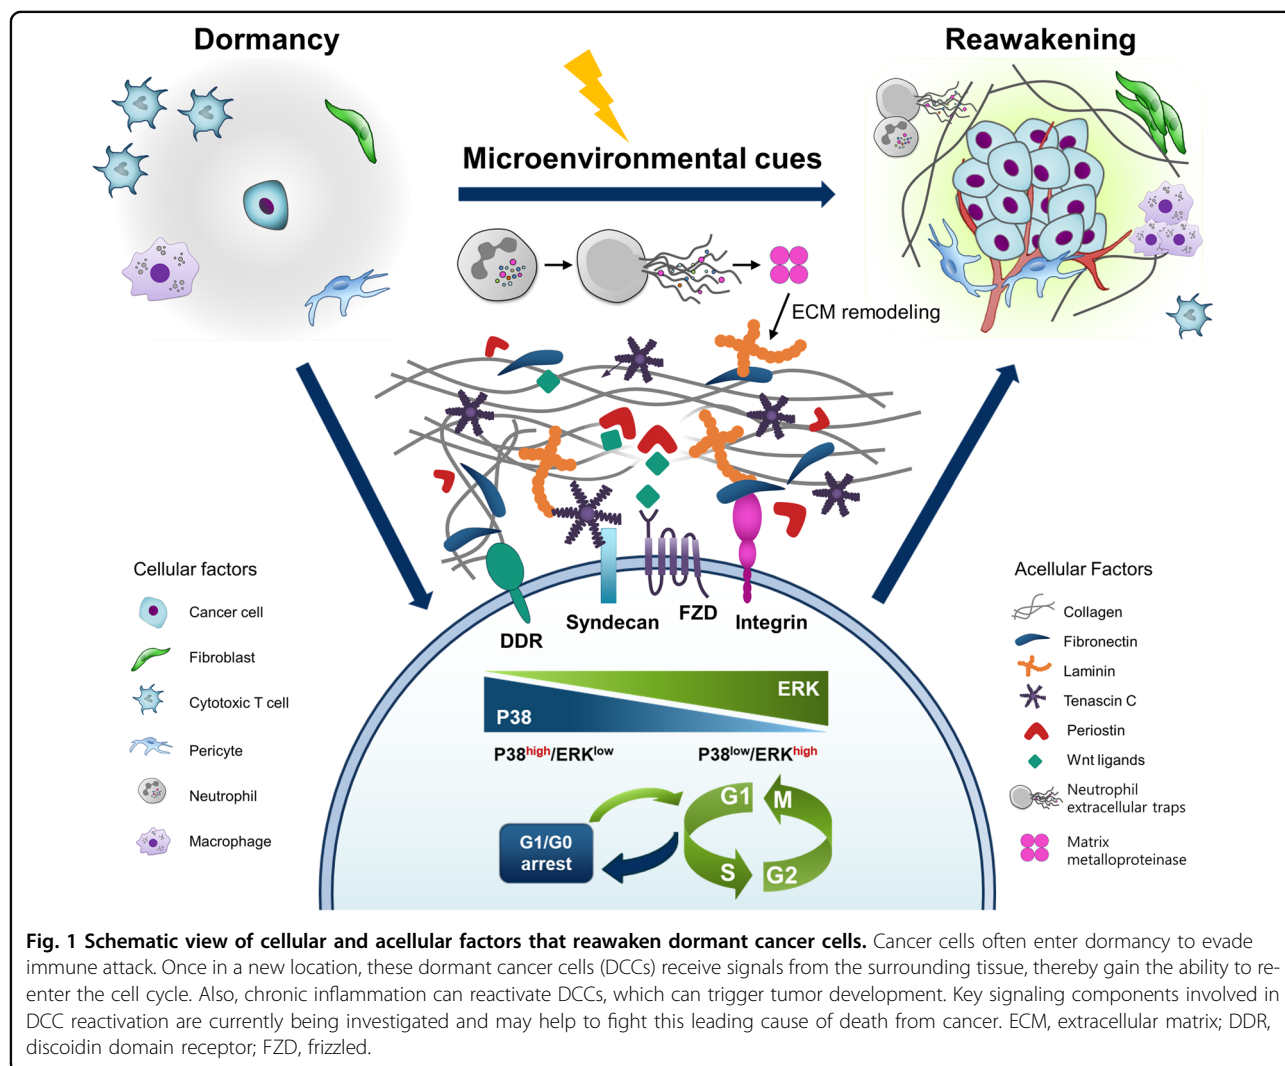 Dormancy
Reawakening
Microenvironmental cues
ECM remodeling
Cellular factors
Cancer cell
Fibroblast
Cytotoxic T cell
Pericyte
Neutrophil
Macrophage
DDR
Syndecan
FZD
Integrin
ERK
P38
P38high/ERKlow
P38low/ERKhigh
G1/G0
arrest
G1
M
S
G2
Acellular Factors
Collagen
Fibronectin
Laminin
Tenascin C
Periostin
Wnt ligands
Neutrophil
extracellular traps
Matrix
metalloproteinase
Fig. 1 Schematic view of cellular and acellular factors that reawaken dormant cancer cells. Cancer cells often enter dormancy to evade
immune attack. Once in a new location, these dormant cancer cells (DCCs) receive signals from the surrounding tissue, thereby gain the ability to re-
enter the cell cycle. Also, chronic inflammation can reactivate DCCs, which can trigger tumor development. Key signaling components involved in
DCC reactivation are currently being investigated and may help to fight this leading cause of death from cancer. ECM, extracellular matrix; DDR,
discoidin domain receptor; FZD, frizzled.